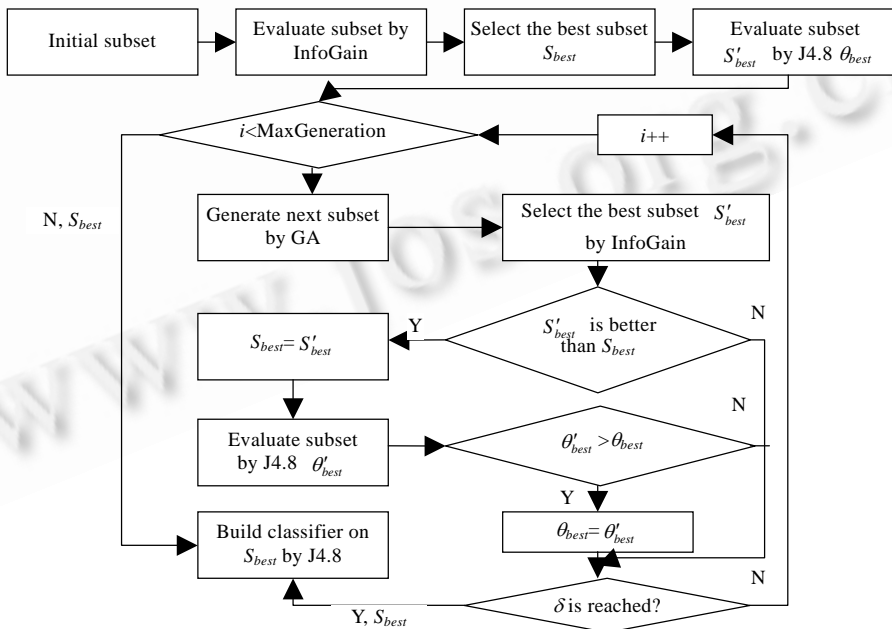 Initial subset
Evaluate subset by
InfoGain
Select the best subset
S_best
Evaluate subset
S′_best by J4.8 θ_best
i<MaxGeneration
i++
N, S_best
Generate next subset
by GA
Select the best subset S′_best
by InfoGain
Y
S′_best is better
than S_best
N
S_best= S′_best
N
Evaluate subset
by J4.8 θ′_best
θ′_best >θ_best
Y
Build classifier on
S_best by J4.8
θ_best= θ′_best
N
Y, S_best
δ is reached?
www.jos.org.c